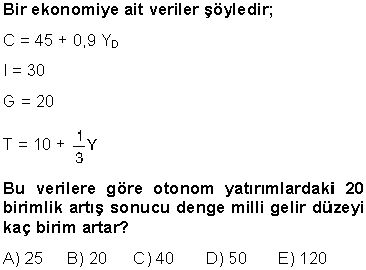 Bir ekonomiye ait veriler şöyledir;
C = 45 + 0,9 Y_D
I = 30
G = 20
T = 10 + 1/3 Y
Bu verilere göre otonom yatırımlardaki 20
birimlik artış sonucu denge milli gelir düzeyi
kaç birim artar?
A) 25 B) 20 C) 40 D) 50 E) 120